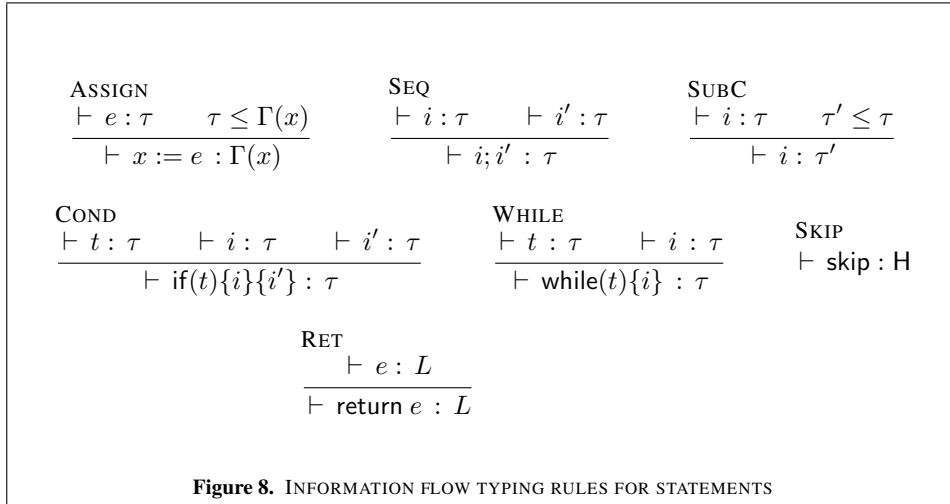 ASSIGN SEQ SUBC
⊢ e : τ τ ≤ Γ(x) ⊢ i : τ ⊢ i′ : τ ⊢ i : τ τ′ ≤ τ
⊢ x := e : Γ(x) ⊢ i; i′ : τ ⊢ i : τ′
COND WHILE SKIP
⊢ t : τ ⊢ i : τ ⊢ i′ : τ ⊢ t : τ ⊢ i : τ ⊢ skip : H
⊢ if(t){i}{i′} : τ ⊢ while(t){i} : τ
RET
⊢ e : L
⊢ return e : L
Figure 8. INFORMATION FLOW TYPING RULES FOR STATEMENTS